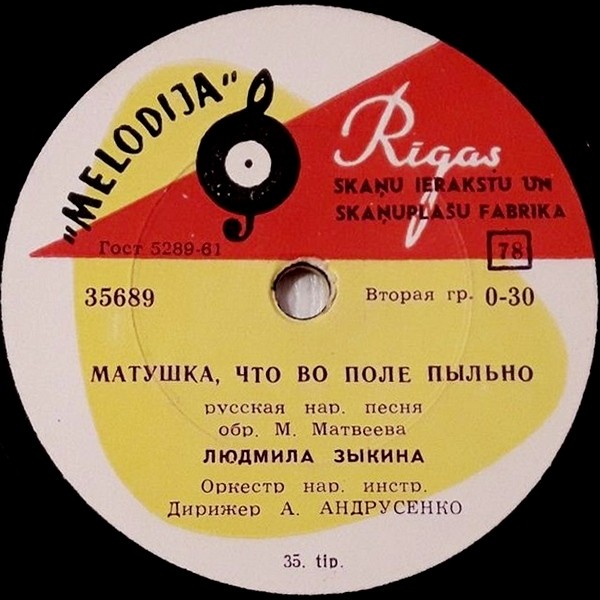 "MELODIJA"
Rīgas
SKAŅU IERAKSTU UN
SKAŅUPLAŠU FABRIKA
Гост 5289-61
78
35689
Вторая гр. 0-30
МАТУШКА, ЧТО ВО ПОЛЕ ПЫЛЬНО
русская нар. песня
обр. М. Матвеева
ЛЮДМИЛА ЗЫКИНА
Оркестр нар. инстр.
Дирижер А. АНДРУСЕНКО
35. tip.